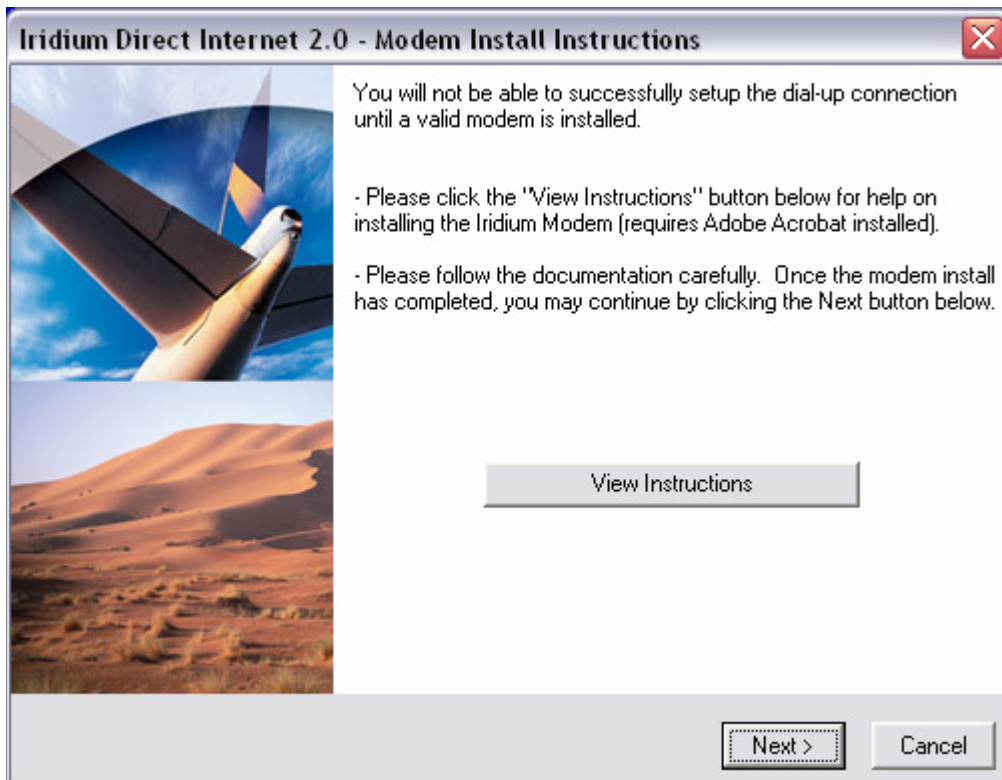 Iridium Direct Internet 2.0 - Modem Install Instructions
You will not be able to successfully setup the dial-up connection
until a valid modem is installed.
- Please click the "View Instructions" button below for help on
installing the Iridium Modem (requires Adobe Acrobat installed).
- Please follow the documentation carefully.  Once the modem install
has completed, you may continue by clicking the Next button below.
View Instructions
Next >
Cancel